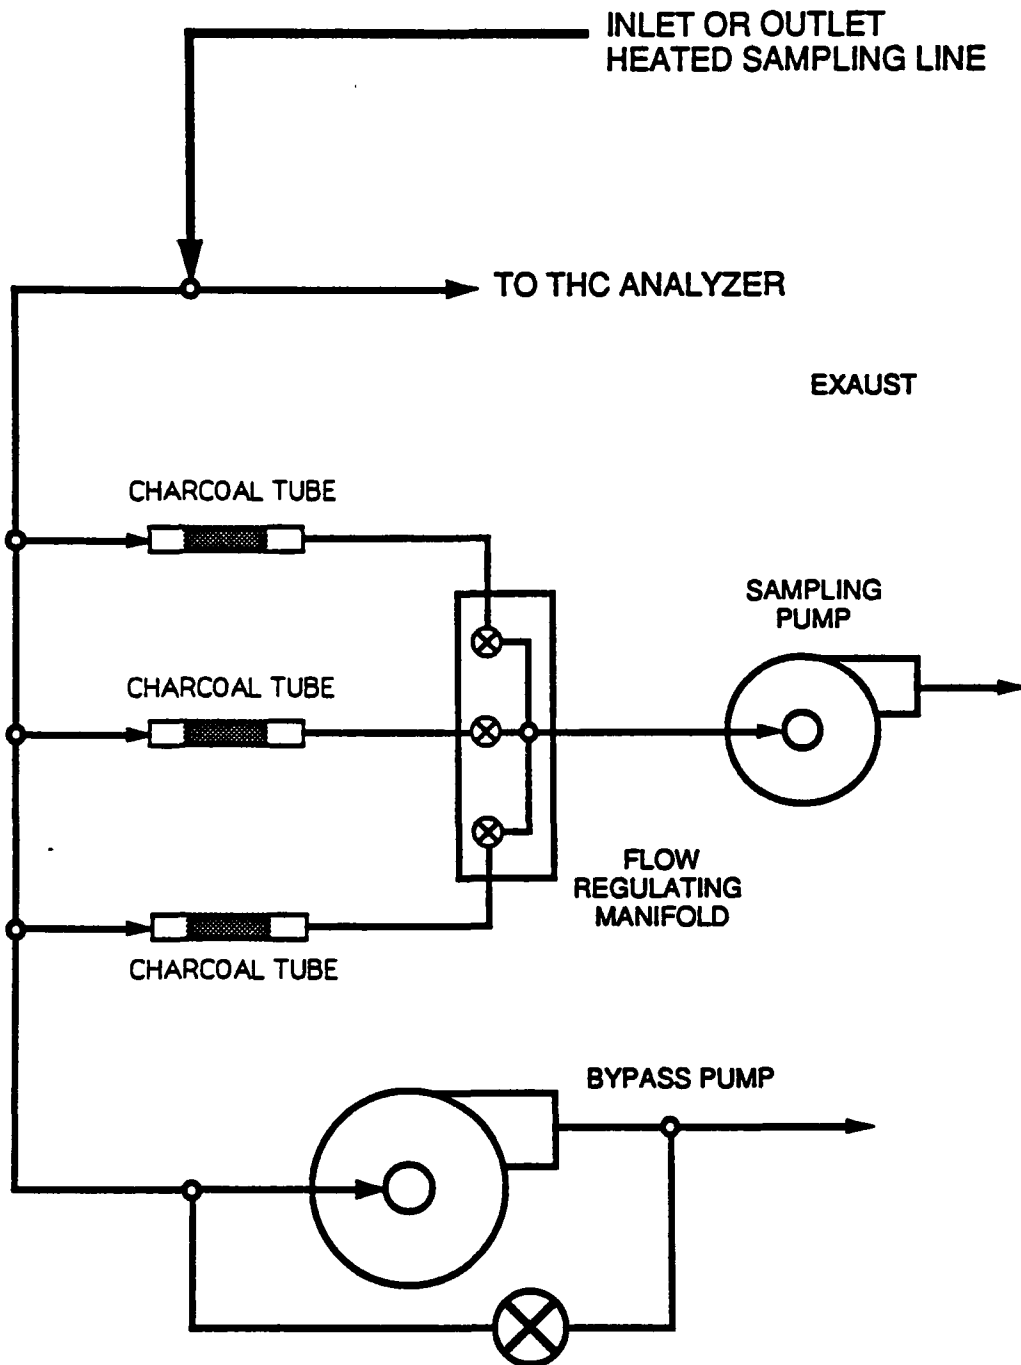 INLET OR OUTLET
HEATED SAMPLING LINE
TO THC ANALYZER
EXAUST
CHARCOAL TUBE
SAMPLING
PUMP
CHARCOAL TUBE
FLOW
REGULATING
MANIFOLD
CHARCOAL TUBE
BYPASS PUMP